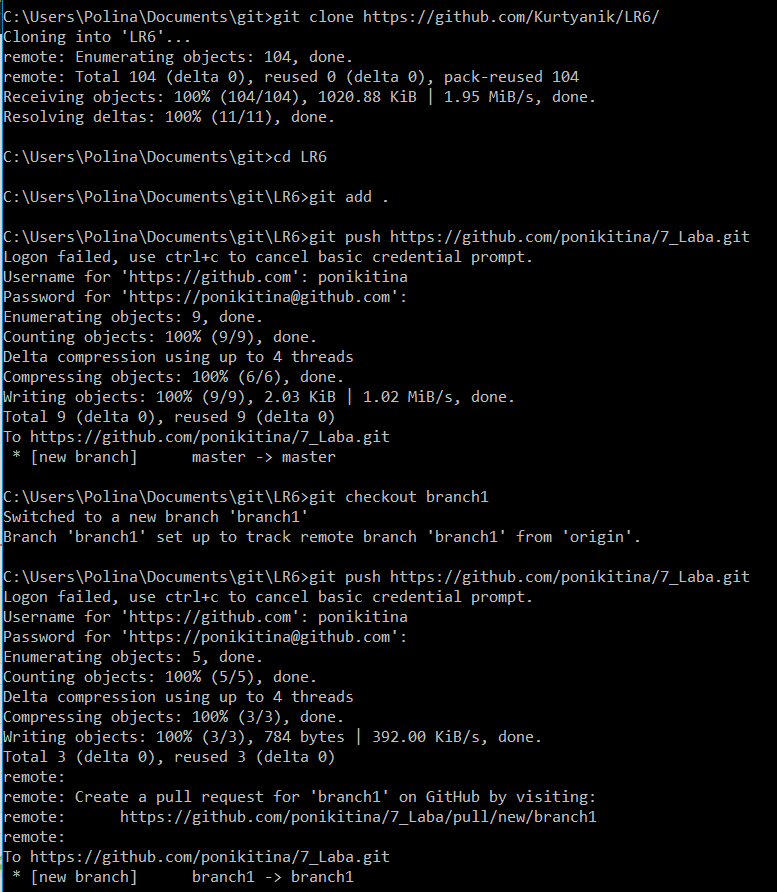 C:\Users\Polina\Documents\git>git clone https://github.com/Kurtyanik/LR6/
Cloning into 'LR6'...
remote: Enumerating objects: 104, done.
remote: Total 104 (delta 0), reused 0 (delta 0), pack-reused 104
Receiving objects: 100% (104/104), 1020.88 KiB | 1.95 MiB/s, done.
Resolving deltas: 100% (11/11), done.
C:\Users\Polina\Documents\git>cd LR6
C:\Users\Polina\Documents\git\LR6>git add .
C:\Users\Polina\Documents\git\LR6>git push https://github.com/ponikitina/7_Laba.git
Logon failed, use ctrl+c to cancel basic credential prompt.
Username for 'https://github.com': ponikitina
Password for 'https://ponikitina@github.com':
Enumerating objects: 9, done.
Counting objects: 100% (9/9), done.
Delta compression using up to 4 threads
Compressing objects: 100% (6/6), done.
Writing objects: 100% (9/9), 2.03 KiB | 1.02 MiB/s, done.
Total 9 (delta 0), reused 9 (delta 0)
To https://github.com/ponikitina/7_Laba.git
 * [new branch]      master -> master
C:\Users\Polina\Documents\git\LR6>git checkout branch1
Switched to a new branch 'branch1'
Branch 'branch1' set up to track remote branch 'branch1' from 'origin'.
C:\Users\Polina\Documents\git\LR6>git push https://github.com/ponikitina/7_Laba.git
Logon failed, use ctrl+c to cancel basic credential prompt.
Username for 'https://github.com': ponikitina
Password for 'https://ponikitina@github.com':
Enumerating objects: 5, done.
Counting objects: 100% (5/5), done.
Delta compression using up to 4 threads
Compressing objects: 100% (3/3), done.
Writing objects: 100% (3/3), 784 bytes | 392.00 KiB/s, done.
Total 3 (delta 0), reused 3 (delta 0)
remote:
remote: Create a pull request for 'branch1' on GitHub by visiting:
remote:      https://github.com/ponikitina/7_Laba/pull/new/branch1
remote:
To https://github.com/ponikitina/7_Laba.git
 * [new branch]      branch1 -> branch1